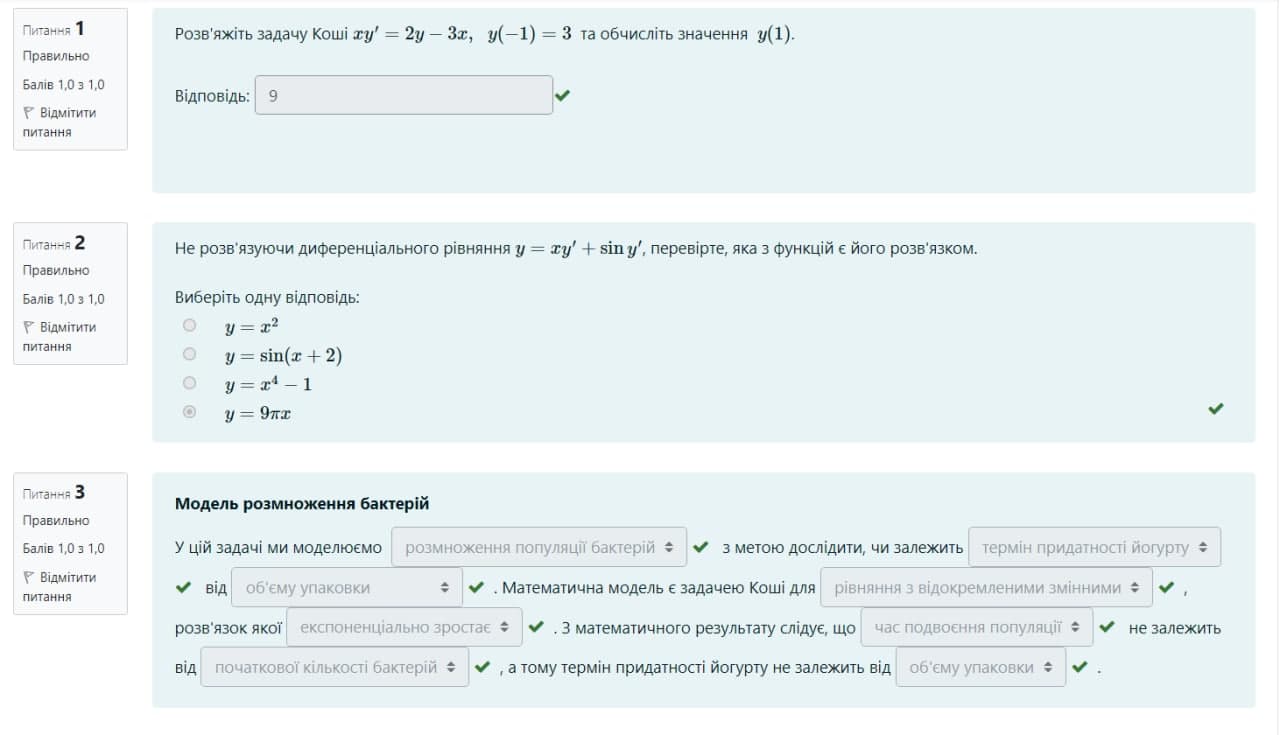 Питання 1
Правильно
Балів 1,0 з 1,0
Відмітити
питання
Розв'яжіть задачу Коші xy′ = 2y − 3x, y(−1) = 3 та обчисліть значення y(1).
Відповідь: 9
Питання 2
Правильно
Балів 1,0 з 1,0
Відмітити
питання
Не розв'язуючи диференціального рівняння y = xy′ + sin y′, перевірте, яка з функцій є його розв'язком.
Виберіть одну відповідь:
y = x²
y = sin(x + 2)
y = x⁴ − 1
y = 9πx
Питання 3
Правильно
Балів 1,0 з 1,0
Відмітити
питання
Модель розмноження бактерій
У цій задачі ми моделюємо розмноження популяції бактерій з метою дослідити, чи залежить термін придатності йогурту
від об'єму упаковки . Математична модель є задачею Коші для рівняння з відокремленими змінними ,
розв'язок якої експоненціально зростає . З математичного результату слідує, що час подвоєння популяції не залежить
від початкової кількості бактерій , а тому термін придатності йогурту не залежить від об'єму упаковки .